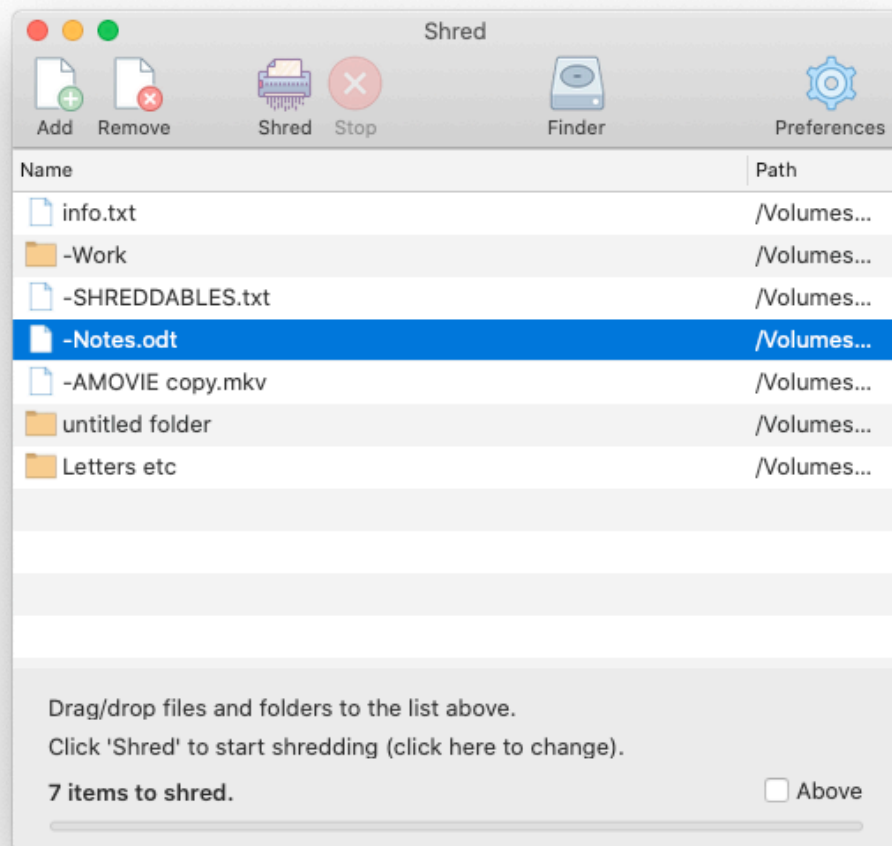 Shred
Add Remove Shred Stop Finder Preferences
Name Path
info.txt /Volumes...
-Work /Volumes...
-SHREDDABLES.txt /Volumes...
-Notes.odt /Volumes...
-AMOVIE copy.mkv /Volumes...
untitled folder /Volumes...
Letters etc /Volumes...
Drag/drop files and folders to the list above.
Click 'Shred' to start shredding (click here to change).
7 items to shred. Above